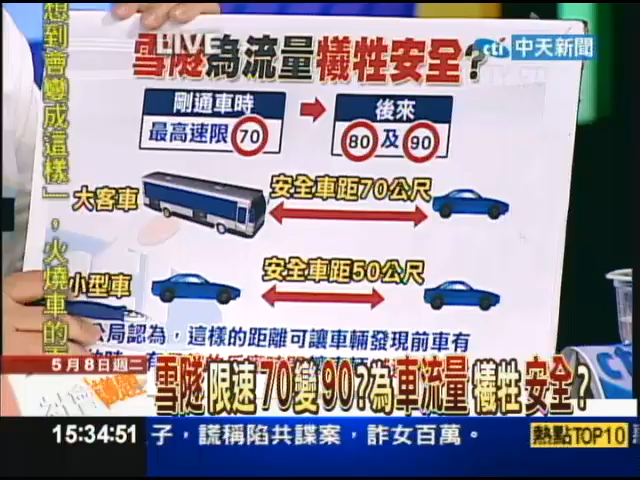 想到會變成這樣」，火燒車的
LIVE
cti 中天新聞
雪隧為流量犧牲安全？
剛通車時
最高速限 70
後來
80 及 90
大客車
安全車距70公尺
小型車
安全車距50公尺
公局認為，這樣的距離可讓車輛發現前車有
5月8日週二
雪隧限速70變90？為車流量 犧牲安全？
15:34:51
子，謊稱陷共諜案，詐女百萬。
熱點TOP10